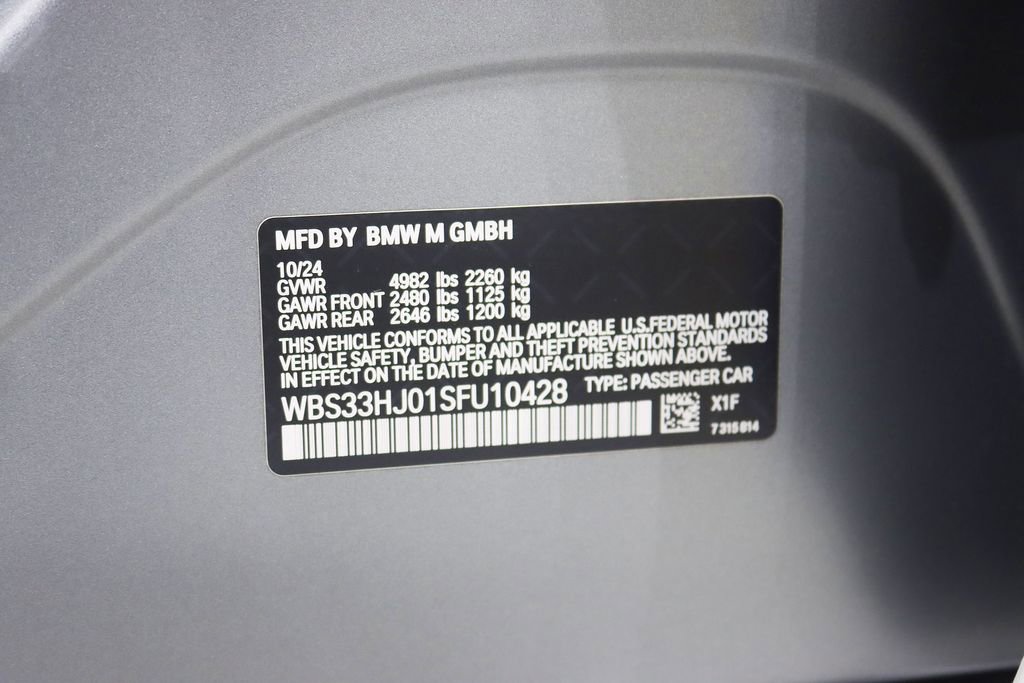 MFD BY BMW M GMBH
10/24
GVWR 4982 lbs 2260 kg
GAWR FRONT 2480 lbs 1125 kg
GAWR REAR 2646 lbs 1200 kg
THIS VEHICLE CONFORMS TO ALL APPLICABLE U.S.FEDERAL MOTOR
VEHICLE SAFETY, BUMPER AND THEFT PREVENTION STANDARDS
IN EFFECT ON THE DATE OF MANUFACTURE SHOWN ABOVE.
WBS33HJ01SFU10428 TYPE: PASSENGER CAR
X1F
7315814